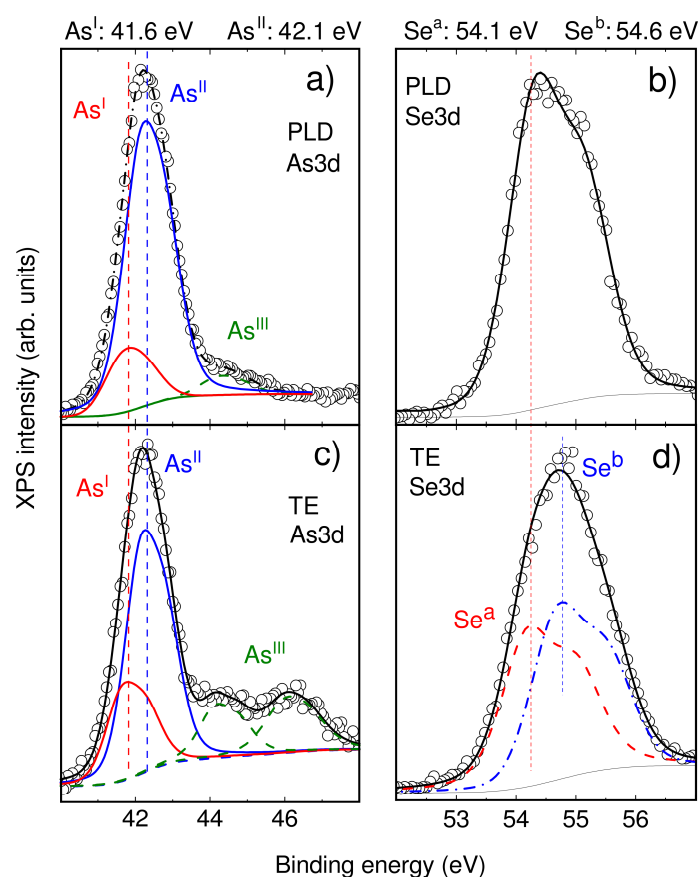 As^I: 41.6 eV As^II: 42.1 eV Se^a: 54.1 eV Se^b: 54.6 eV
a)
As^I
As^II
PLD
As3d
As^III
b)
PLD
Se3d
c)
As^I
As^II
TE
As3d
As^III
d)
TE
Se3d
Se^b
Se^a
XPS intensity (arb. units)
42 44 46
53 54 55 56
Binding energy (eV)